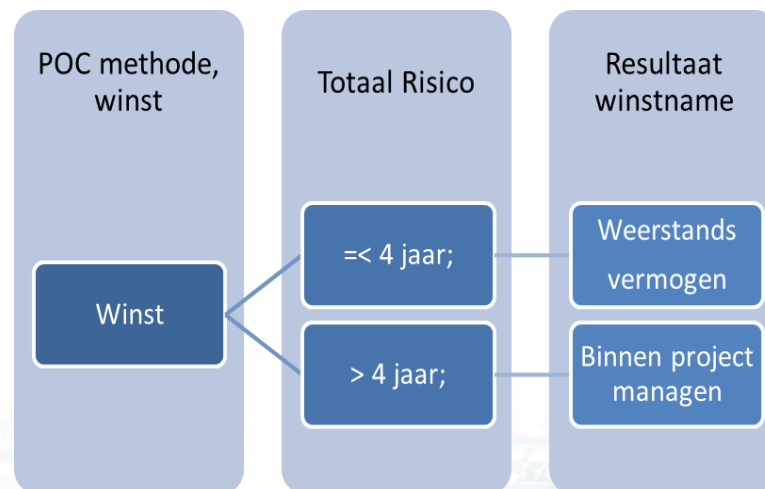 POC methode,
winst
Totaal Risico
Resultaat
winstname
Winst
=< 4 jaar;
> 4 jaar;
Weerstands
vermogen
Binnen project
managen